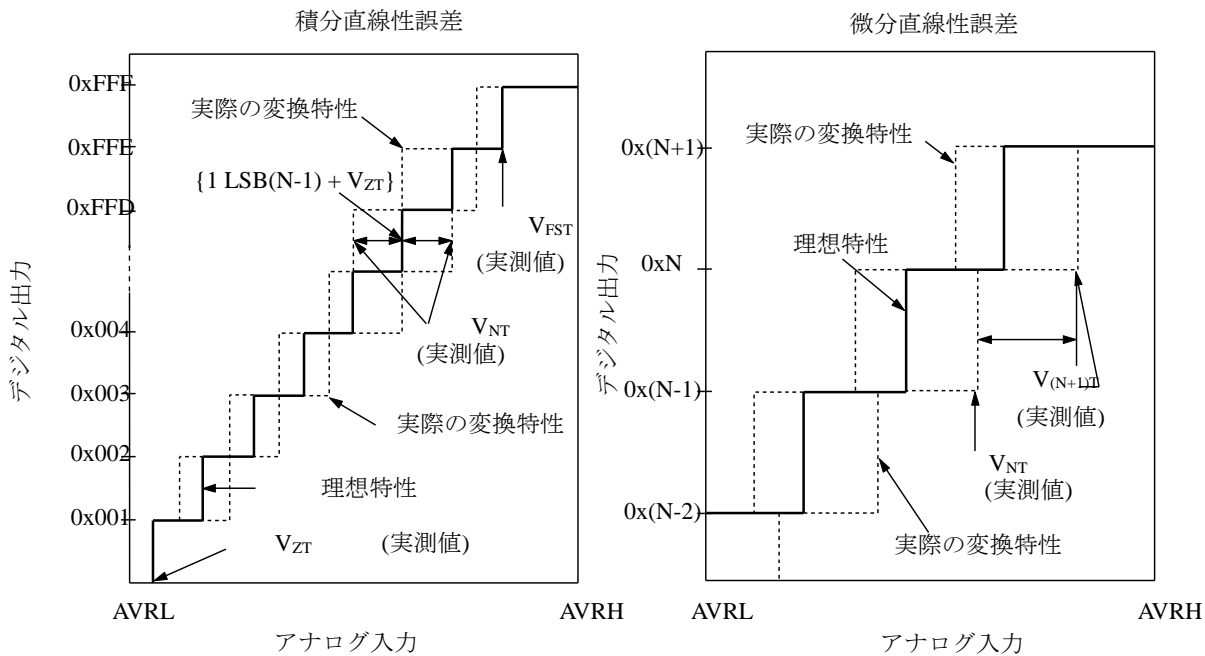 積分直線性誤差
0xFFF
0xFFE
0xFFD
0x004
0x003
0x002
0x001
デジタル出力
実際の変換特性
{1 LSB(N-1) + VZT}
VFST
(実測値)
VNT
(実測値)
実際の変換特性
理想特性
VZT (実測値)
AVRL
AVRH
アナログ入力
微分直線性誤差
0x(N+1)
0xN
0x(N-1)
0x(N-2)
デジタル出力
実際の変換特性
理想特性
V(N+1)T
(実測値)
VNT
(実測値)
実際の変換特性
AVRL
AVRH
アナログ入力